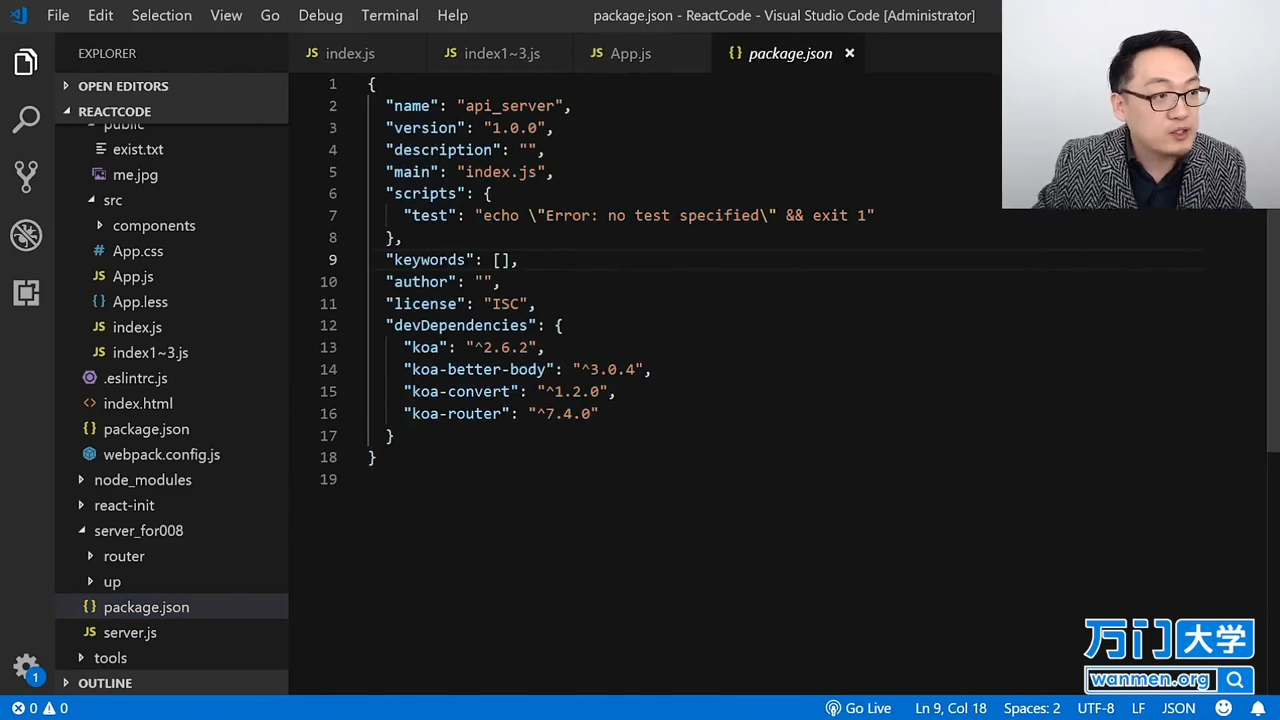 File Edit Selection View Go Debug Terminal Help
package.json - ReactCode - Visual Studio Code [Administrator]
EXPLORER
OPEN EDITORS
REACTCODE
public
exist.txt
me.jpg
src
components
App.css
App.js
App.less
index.js
index1~3.js
.eslintrc.js
index.html
package.json
webpack.config.js
node_modules
react-init
server_for008
router
up
package.json
server.js
tools
OUTLINE
index.js index1~3.js App.js package.json
1 {
2 "name": "api_server",
3 "version": "1.0.0",
4 "description": "",
5 "main": "index.js",
6 "scripts": {
7 "test": "echo \"Error: no test specified\" && exit 1"
8 },
9 "keywords": [],
10 "author": "",
11 "license": "ISC",
12 "devDependencies": {
13 "koa": "^2.6.2",
14 "koa-better-body": "^3.0.4",
15 "koa-convert": "^1.2.0",
16 "koa-router": "^7.4.0"
17 }
18 }
19
万门大学
wanmen.org
1
0 0 Go Live Ln 9, Col 18 Spaces: 2 UTF-8 LF JSON